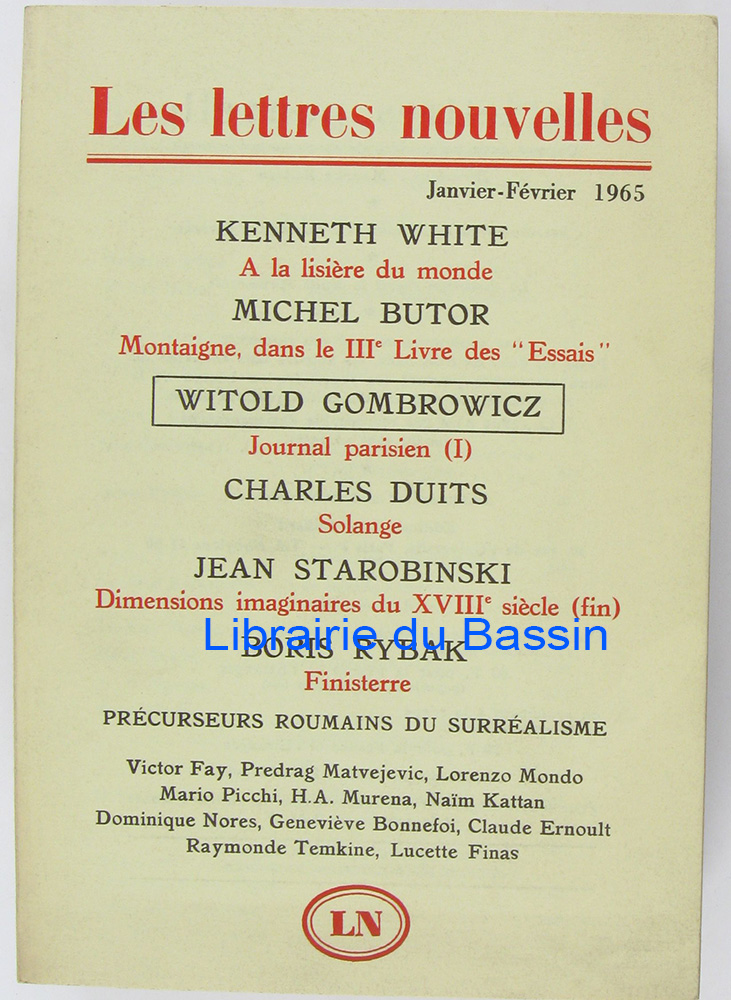 Les lettres nouvelles
Janvier-Février 1965
KENNETH WHITE
A la lisière du monde
MICHEL BUTOR
Montaigne, dans le IIIe Livre des "Essais"
WITOLD GOMBROWICZ
Journal parisien (I)
CHARLES DUITS
Solange
JEAN STAROBINSKI
Dimensions imaginaires du XVIIIe siècle (fin)
Librairie du Bassin
BORIS RYBAK
Finisterre
PRÉCURSEURS ROUMAINS DU SURRÉALISME
Victor Fay, Predrag Matvejevic, Lorenzo Mondo
Mario Picchi, H.A. Murena, Naïm Kattan
Dominique Nores, Geneviève Bonnefoi, Claude Ernoult
Raymonde Temkine, Lucette Finas
LN